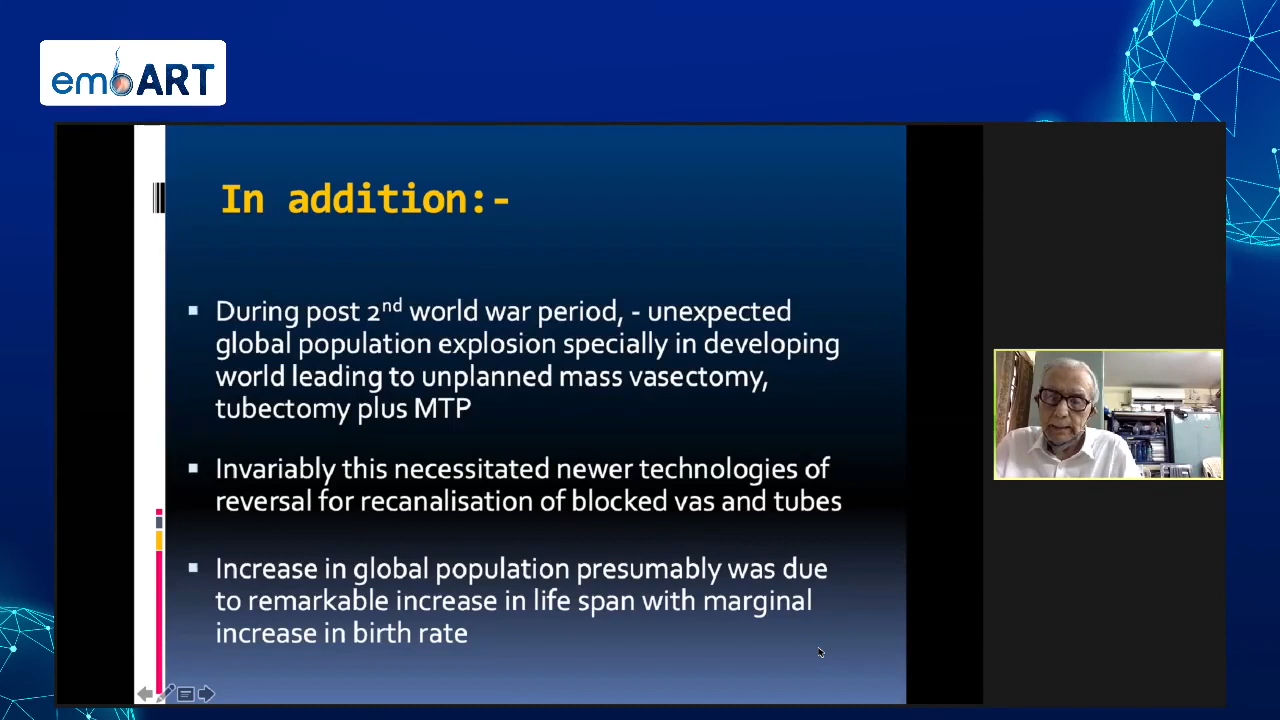 embART
In addition:-
▪ During post 2nd world war period, - unexpected
global population explosion specially in developing
world leading to unplanned mass vasectomy,
tubectomy plus MTP
▪ Invariably this necessitated newer technologies of
reversal for recanalisation of blocked vas and tubes
▪ Increase in global population presumably was due
to remarkable increase in life span with marginal
increase in birth rate